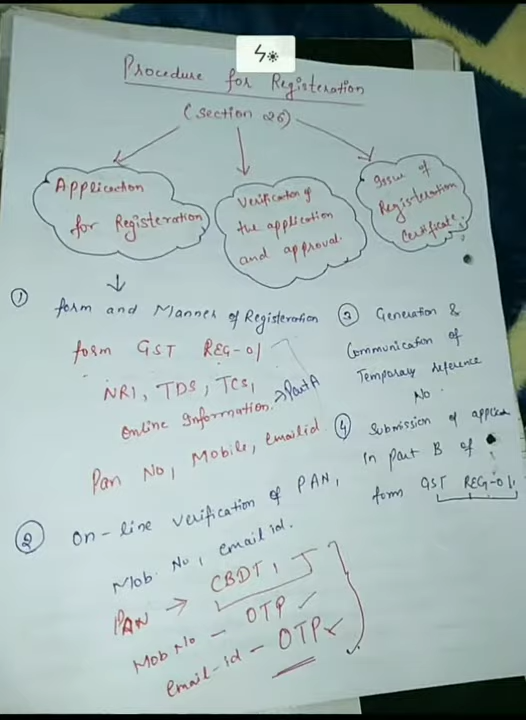 Procedure for Registeration
(Section 26)
Application
for Registeration
Verification of
the application
and approval.
Issue of
Registeration
Certificate.
① form and Manner of Registeration
form GST REG-01
NRI, TDS, TCS,
Online Information. → Part A
Pan No, Mobile, Email id.
② On-line verification of PAN,
Mob. No, email id.
PAN → CBDT,
Mob No - OTP ✓
email-id - OTP ✓
③ Generation &
Communication of
Temporary reference
No.
④ Submission of
in part B of
form GST REG-01,